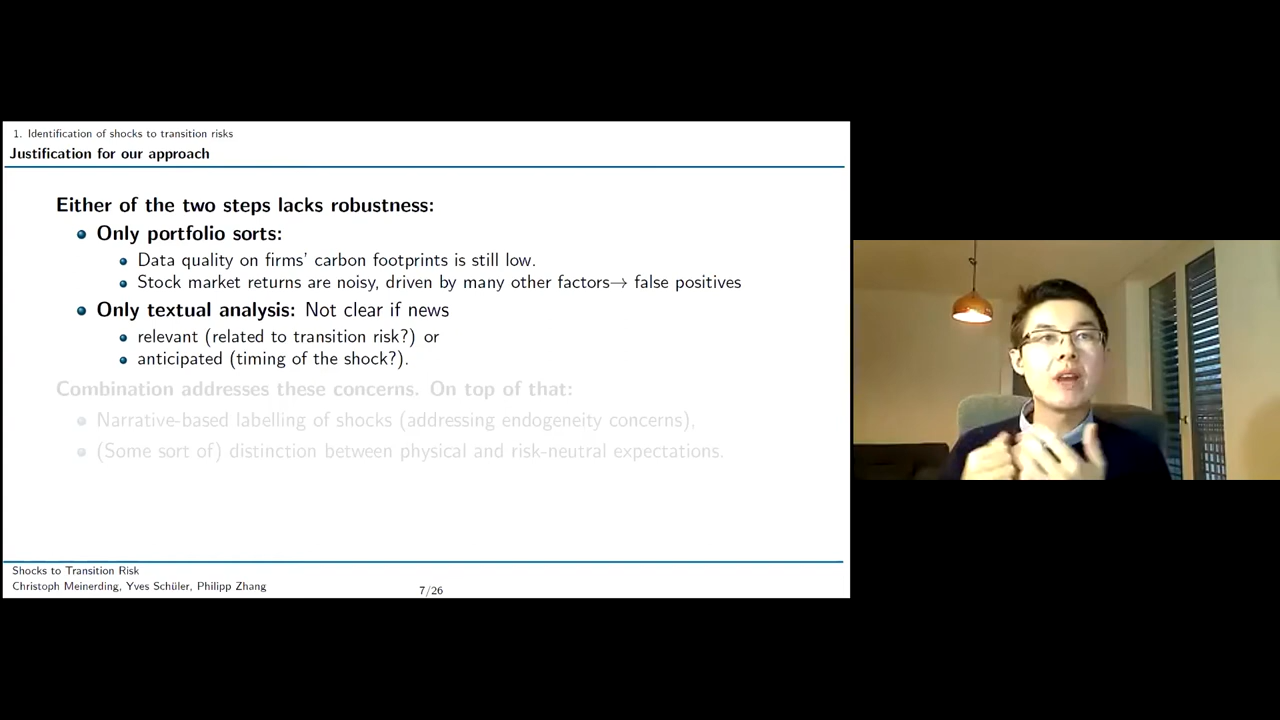 1. Identification of shocks to transition risks
Justification for our approach
Either of the two steps lacks robustness:
Only portfolio sorts:
Data quality on firms' carbon footprints is still low.
Stock market returns are noisy, driven by many other factors→ false positives
Only textual analysis: Not clear if news
relevant (related to transition risk?) or
anticipated (timing of the shock?).
Combination addresses these concerns. On top of that:
Narrative-based labelling of shocks (addressing endogeneity concerns),
(Some sort of) distinction between physical and risk-neutral expectations.
Shocks to Transition Risk
Christoph Meinerding, Yves Schüler, Philipp Zhang
7/26